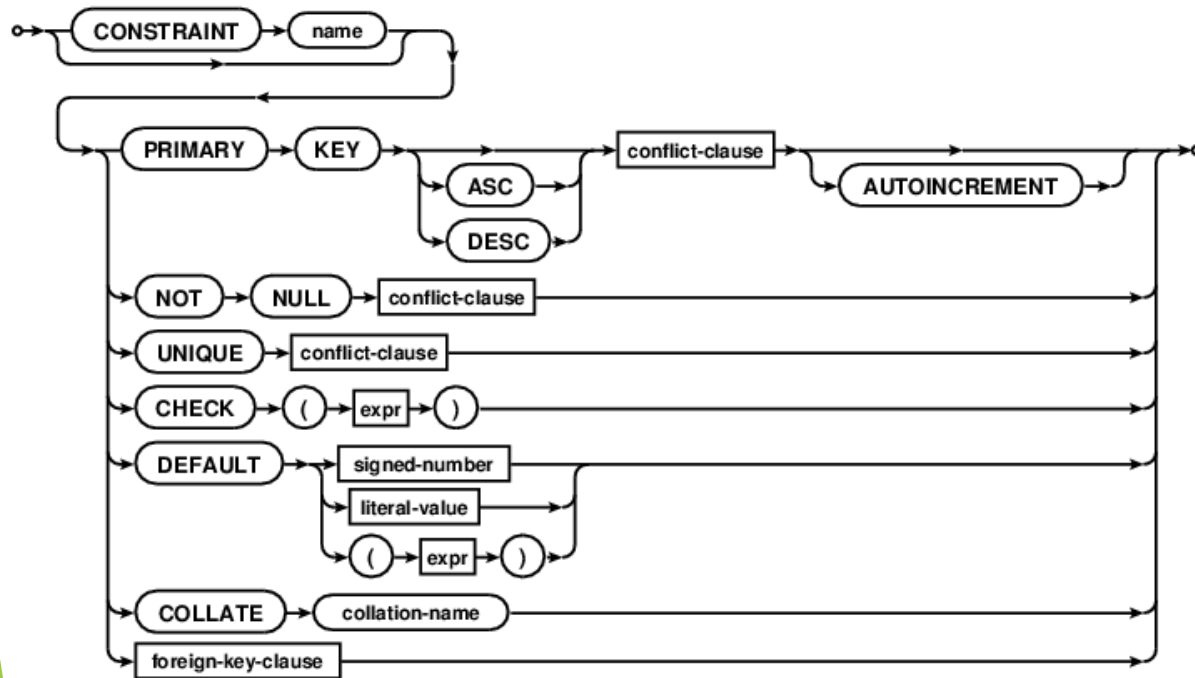 CONSTRAINT name
PRIMARY KEY conflict-clause
ASC AUTOINCREMENT
DESC
NOT NULL conflict-clause
UNIQUE conflict-clause
CHECK ( expr )
DEFAULT signed-number
literal-value
( expr )
COLLATE collation-name
foreign-key-clause